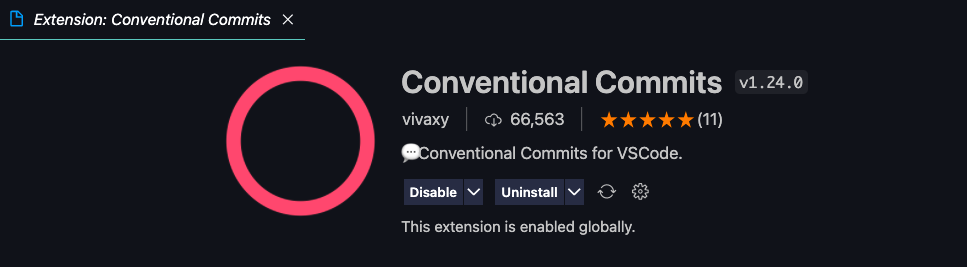 Extension: Conventional Commits
Conventional Commits v1.24.0
vivaxy 66,563 (11)
Conventional Commits for VSCode.
Disable Uninstall
This extension is enabled globally.